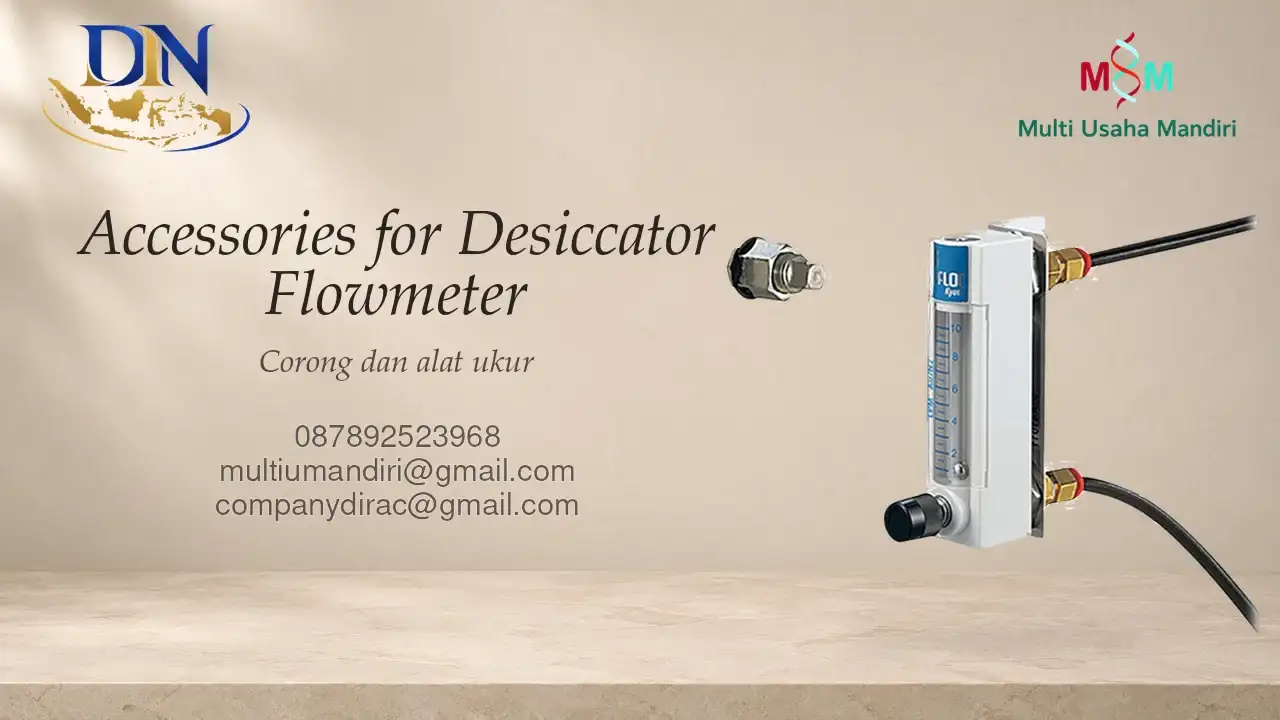 DN
M M
Multi Usaha Mandiri
Accessories for Desiccator
Flowmeter
Corong dan alat ukur
087892523968
multiumandiri@gmail.com
companydirac@gmail.com
FLO
Kyoc
10
8
6
4
2